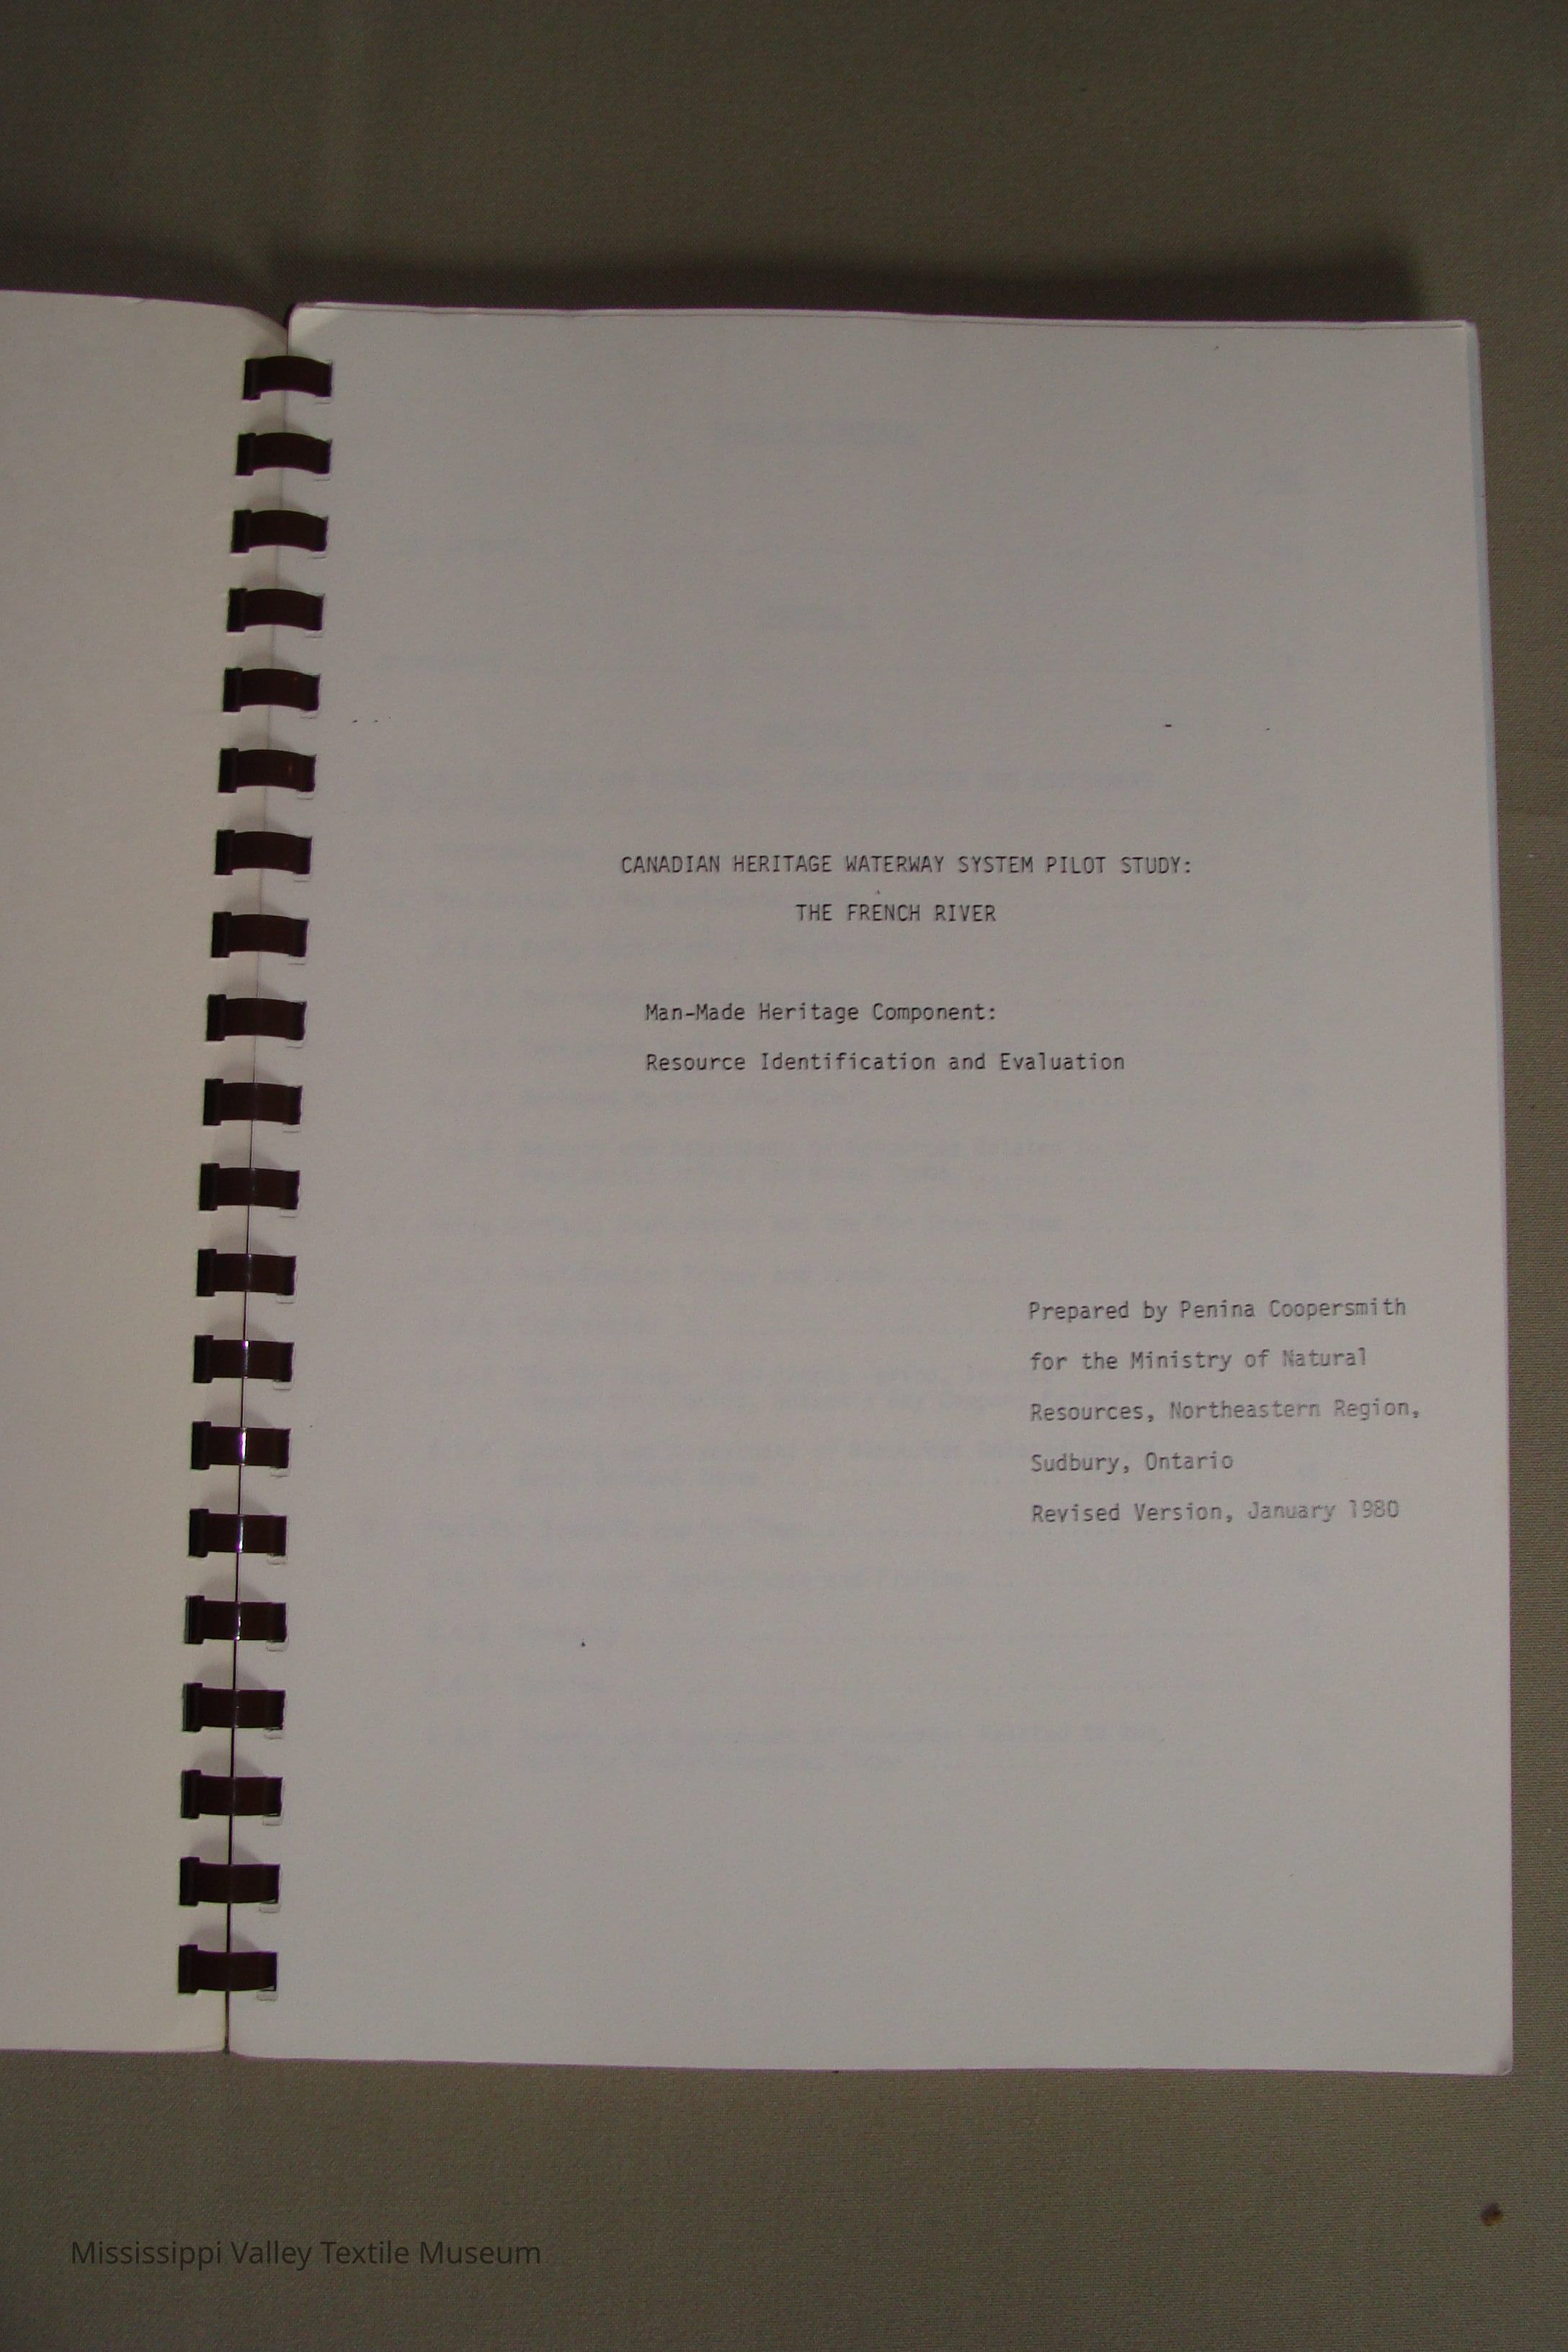 CANADIAN HERITAGE WATERWAY SYSTEM PILOT STUDY:
THE FRENCH RIVER
Man-Made Heritage Component:
Resource Identification and Evaluation
Prepared by Penina Coopersmith
for the Ministry of Natural
Resources, Northeastern Region,
Sudbury, Ontario
Revised Version, January 1980
Mississippi Valley Textile Museum